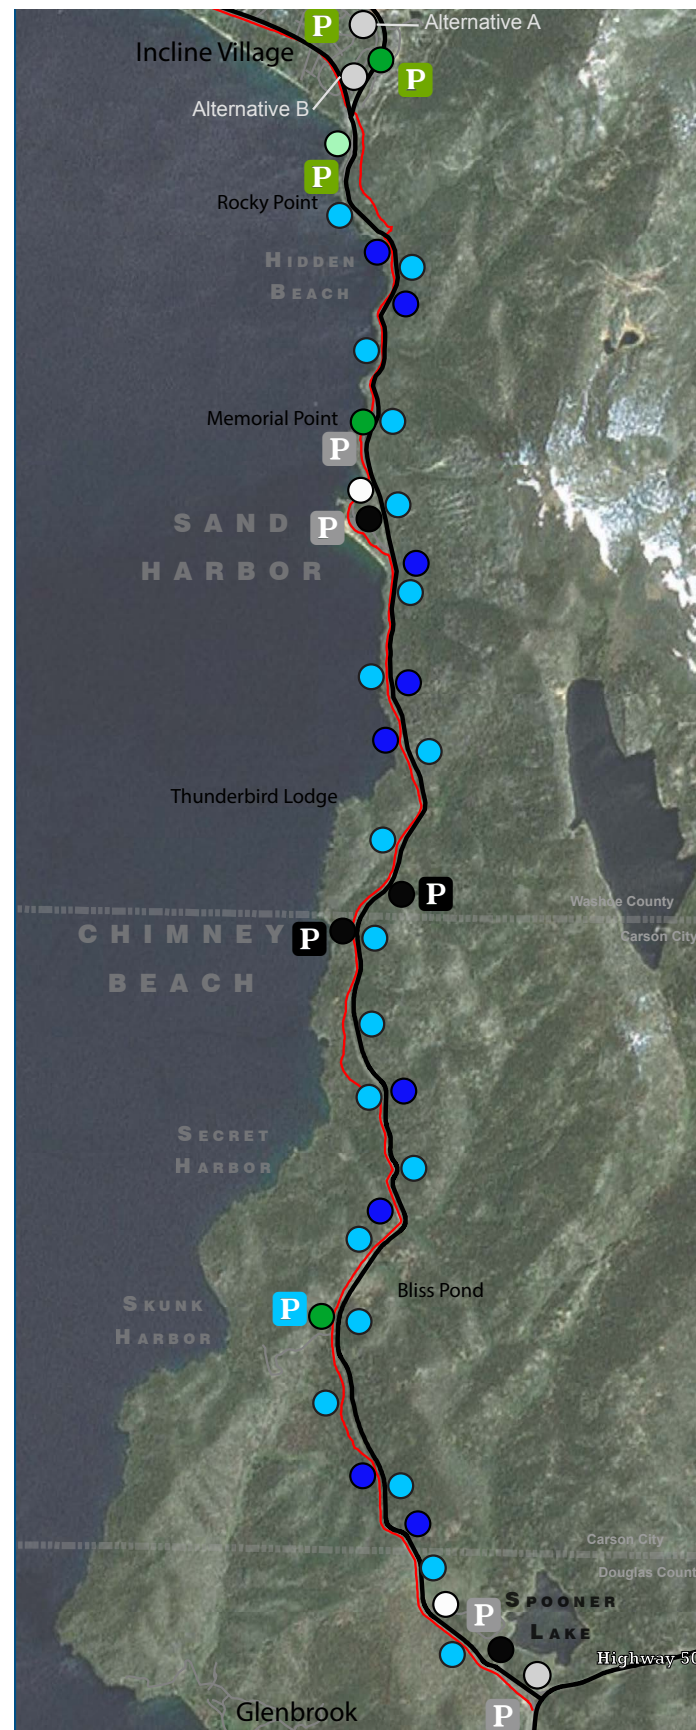 P
Alternative A
Incline Village
P
Alternative B
P
Rocky Point
HIDDEN
BEACH
Memorial Point
P
SAND
P
HARBOR
Thunderbird Lodge
P
Washoe County
CHIMNEY
P
Carson City
BEACH
SECRET
HARBOR
Bliss Pond
SKUNK
P
HARBOR
Carson City
Douglas Count
SPOONER
P
LAKE
Highway 50
Glenbrook
P